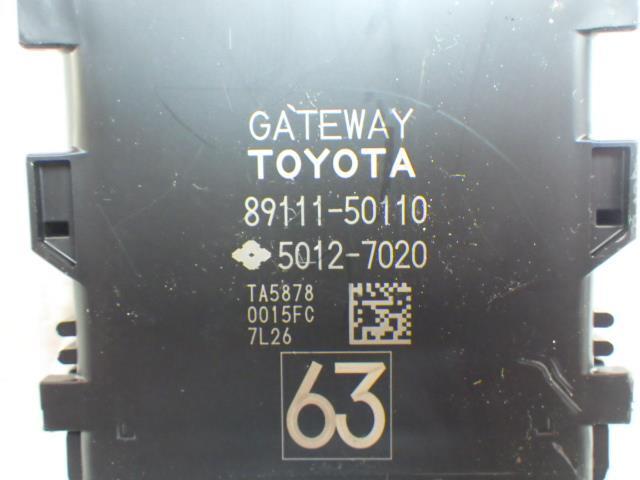 GATEWAY
TOYOTA
89111-50110
5012-7020
TA5878
0015FC
7L26
63